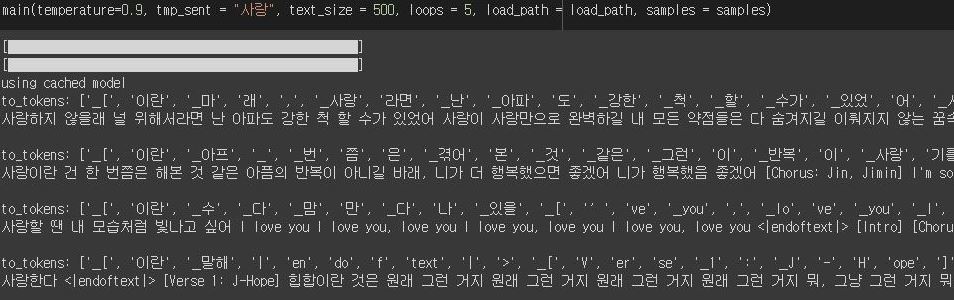 main(temperature=0.9, tmp_sent = "사랑", text_size = 500, loops = 5, load_path = load_path, samples = samples)
[ ]
[ ]
using cached model
to_tokens: ['_[', '이란', '_마', '래', ',', '_사랑', '라면', '_난', '_아파', '도', '_강한', '_척', '_할', '_수가', '_있었', '어',
사랑하지 않을래 널 위해서라면 난 아파도 강한 척 할 수가 있었어 사랑이 사랑만으로 완벽하길 내 모든 약점들은 다 숨겨지길 이뤄지지 않는 꿈속
to_tokens: ['_[', '이란', '_아프', '_', '_번', '쯤', '은', '_겪어', '본', '_것', '_같은', '_그런', '이', '_반복', '이', '_사랑', '기를
사랑이란 건 한 번쯤은 해본 것 같은 아픔의 반복이 아니길 바래, 니가 더 행복했으면 좋겠어 니가 행복했음 좋겠어 [Chorus: Jin, Jimin] I'm so
to_tokens: ['_[', '이란', '_수', '_다', '_맘', '만', '_다', '나', '_있을', '_[', '’', 've', '_you', ',', '_lo', 've', '_you', '_I',
사랑할 땐 내 모습처럼 빛나고 싶어 I love you, love you I love you, love you I love you, love you <|endoftext|> [Intro] [Chorus
to_tokens: ['_[', '이란', '_말해', '|', 'en', 'do', 'f', 'text', '|', '>', '_[', 'V', 'er', 'se', '_1', ':', '_J', '-', 'H', 'ope', ']'
사랑한다 <|endoftext|> [Verse 1: J-Hope] 힙합이란 것은 원래 그런 거지 원래 그런 거지 원래 그런 거지 원래 그런 거지 뭐, 그냥 그런 거지 뭐